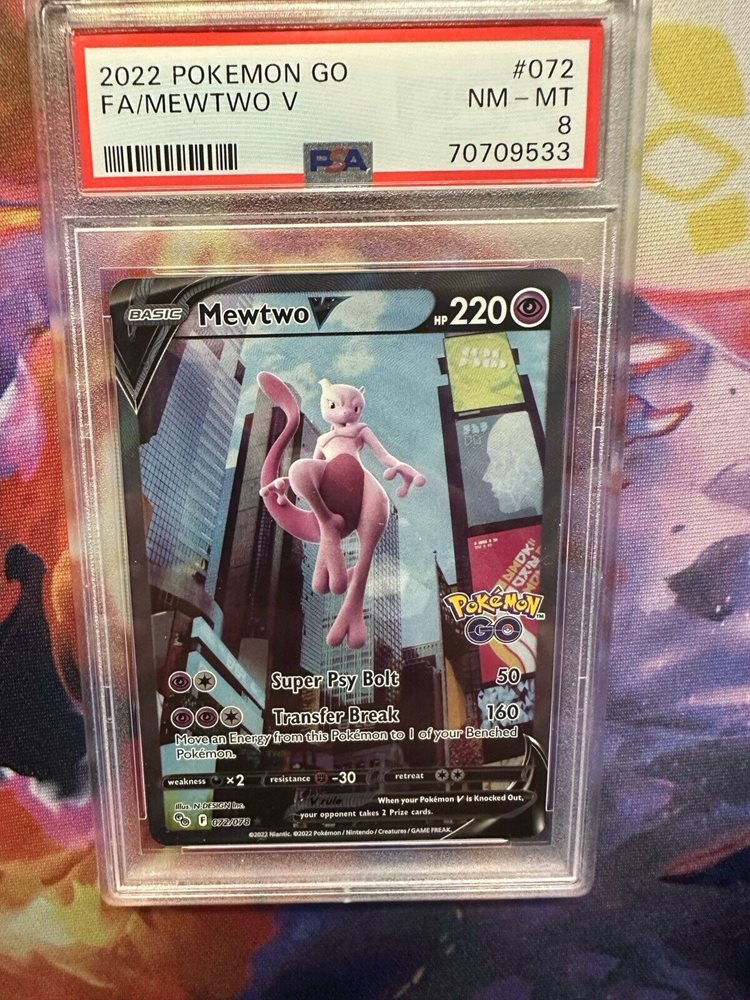 2022 POKEMON GO #072
FA/MEWTWO V NM - MT
8
PSA 70709533
BASIC Mewtwo V HP 220
Pokémon
GO
Super Psy Bolt 50
Transfer Break 160
Move an Energy from this Pokémon to 1 of your Benched
Pokémon.
weakness ×2 resistance -30 retreat
V rule When your Pokémon V is Knocked Out,
your opponent takes 2 Prize cards.
Illus. N-DESIGN Inc.
F 072/078
©2022 Niantic. ©2022 Pokémon / Nintendo / Creatures / GAME FREAK.